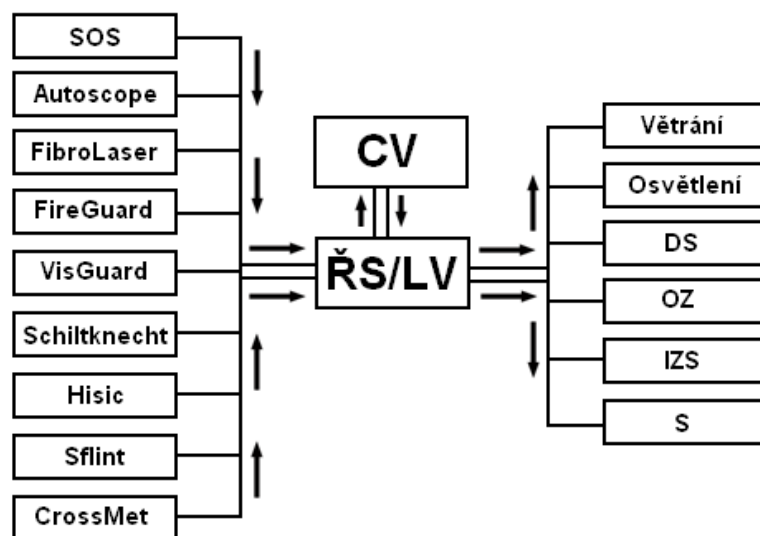 SOS
Autoscope
FibroLaser
FireGuard
VisGuard
Schiltknecht
Hisic
Sflint
CrossMet
CV
ŘS/LV
Větrání
Osvětlení
DS
OZ
IZS
S